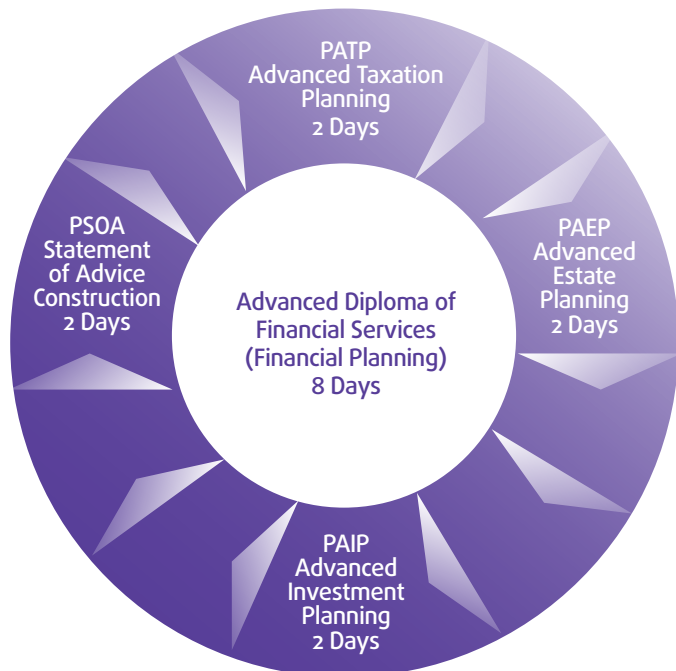 PATP
Advanced Taxation
Planning
2 Days
PAEP
Advanced
Estate
Planning
2 Days
PAIP
Advanced
Investment
Planning
2 Days
PSOA
Statement
of Advice
Construction
2 Days
Advanced Diploma of
Financial Services
(Financial Planning)
8 Days